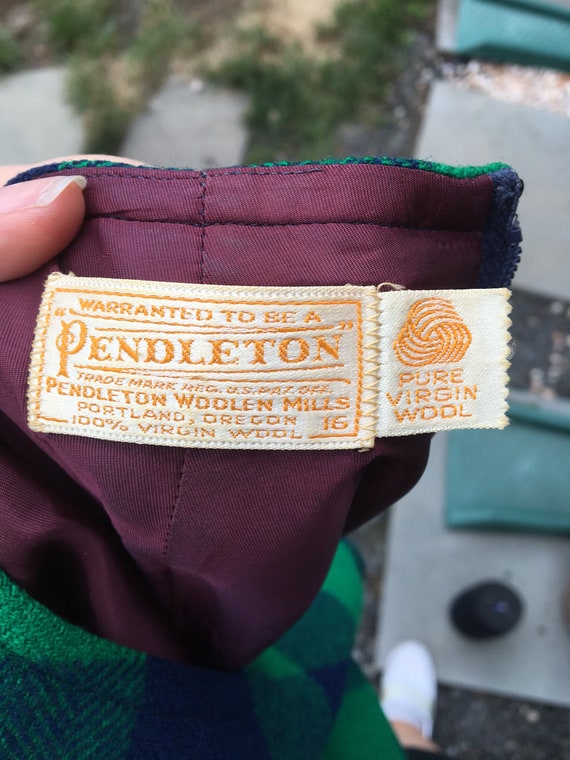 WARRANTED TO BE A
"PENDLETON"
TRADE MARK REG. U.S. PAT. OFF.
PENDLETON WOOLEN MILLS
PORTLAND, OREGON
100% VIRGIN WOOL 16
PURE
VIRGIN
WOOL